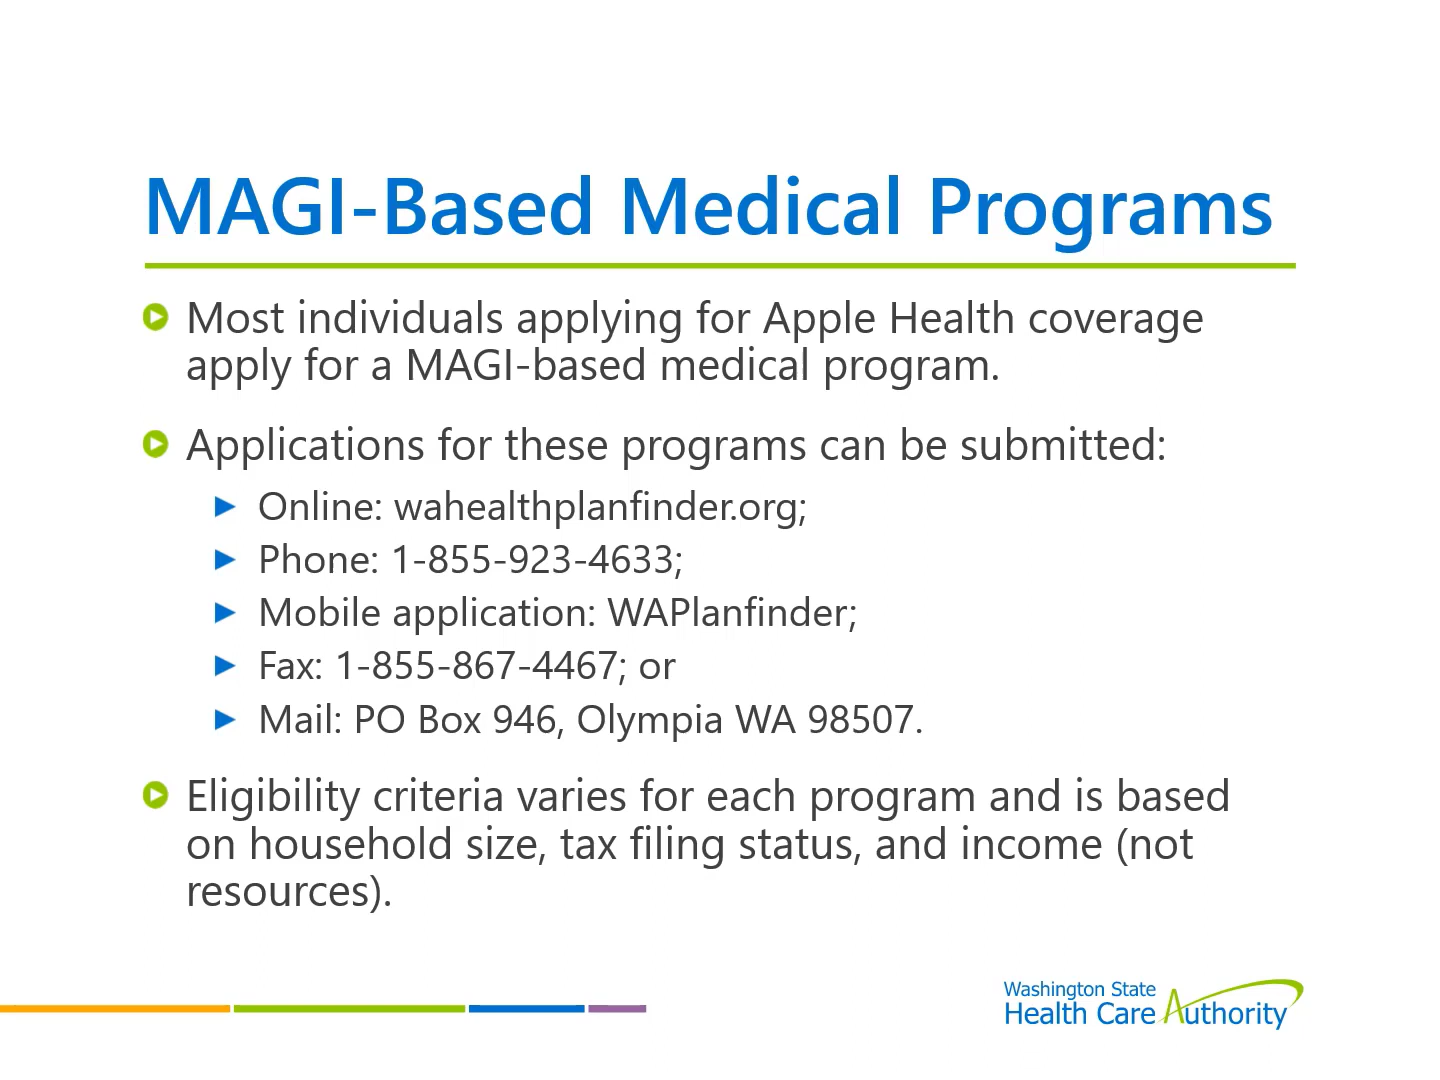 MAGI-Based Medical Programs
Most individuals applying for Apple Health coverage
apply for a MAGI-based medical program.
Applications for these programs can be submitted:
Online: wahealthplanfinder.org;
Phone: 1-855-923-4633;
Mobile application: WAPlanfinder;
Fax: 1-855-867-4467; or
Mail: PO Box 946, Olympia WA 98507.
Eligibility criteria varies for each program and is based
on household size, tax filing status, and income (not
resources).
Washington State
Health Care Authority